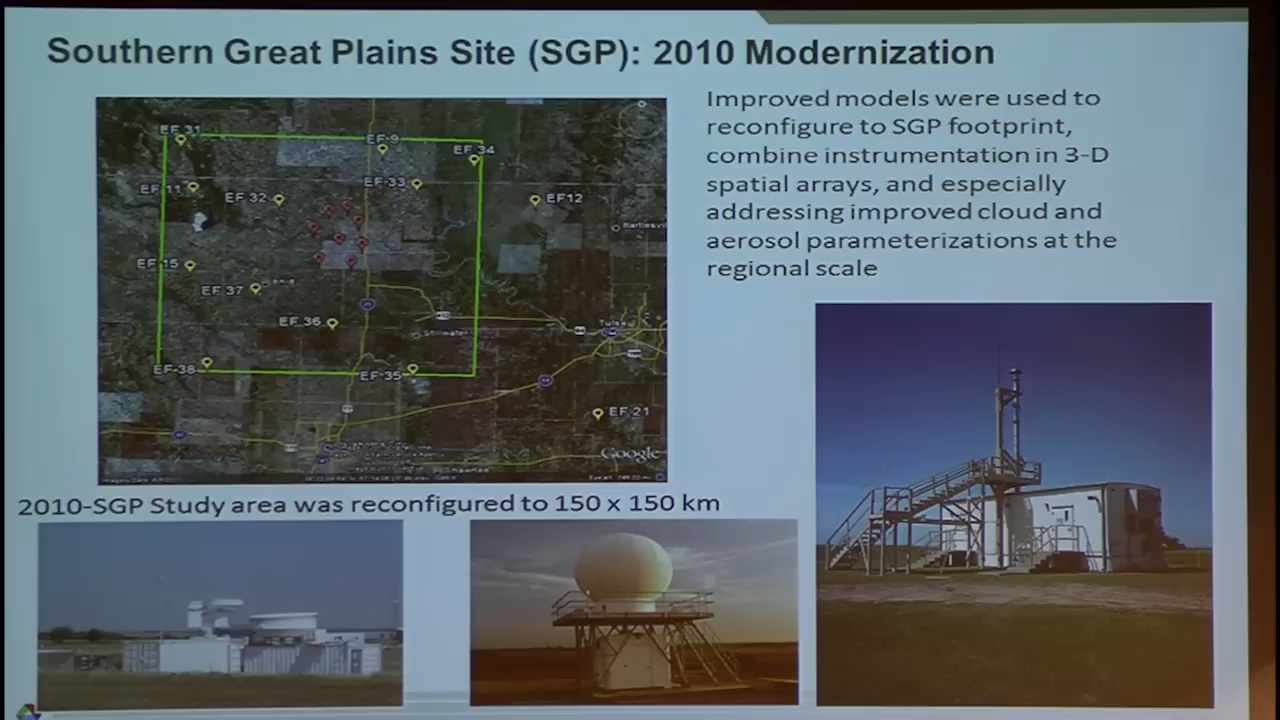 Southern Great Plains Site (SGP): 2010 Modernization
Improved models were used to
reconfigure to SGP footprint,
combine instrumentation in 3-D
spatial arrays, and especially
addressing improved cloud and
aerosol parameterizations at the
regional scale
EF 31
EF 9
EF 34
EF 33
EF 11
EF 32
EF12
EF 15
EF 37
EF 36
Stillwater
Tulsa
EF-38
EF-35
EF-21
Google
2010-SGP Study area was reconfigured to 150 x 150 km